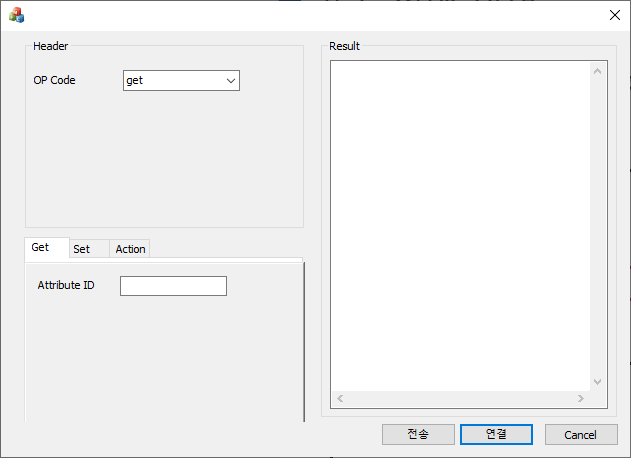 Header
OP Code
get
Get
Set
Action
Attribute ID
Result
전송
연결
Cancel